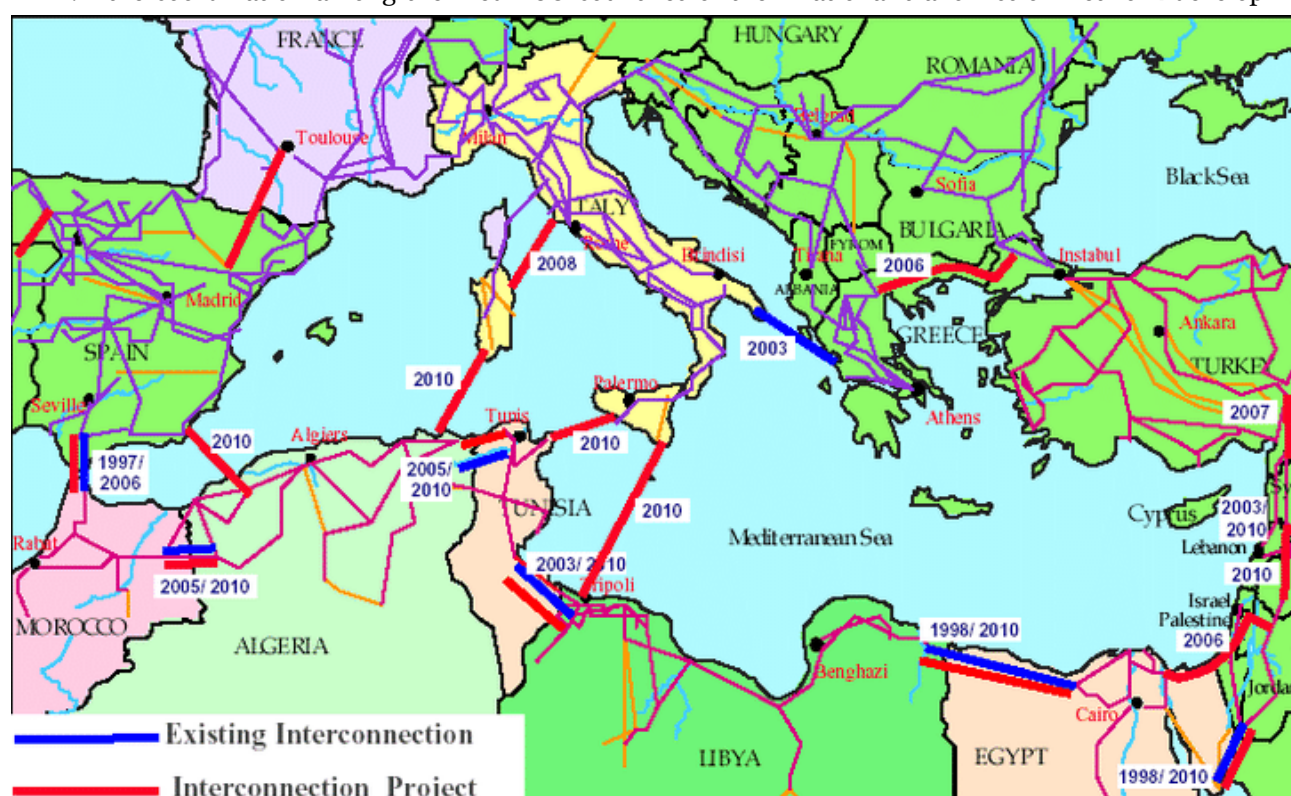 FRANCE
HUNGARY
ROMANIA
Toulouse
Milan
Belgrad
Black Sea
Sofia
ITALY
Rome
Brindisi
Tirana
FYROM
BULGARIA
Instabul
2008
2006
ALBANIA
Madrid
GREECE
Ankara
SPAIN
2003
TURKEY
2010
Palermo
Seville
Tunis
Athens
2007
2010
Algiers
2010
1997/
2006
2005/
2010
TUNISIA
2010
Cyprus
2003/
2010
Mediterranean Sea
Lebanon
Rabat
2003/ 2010
2010
2005/ 2010
Tripoli
Israel
Palestine
2006
MOROCCO
ALGERIA
1998/ 2010
Benghazi
Jordan
Cairo
Existing Interconnection
LIBYA
EGYPT
1998/ 2010
Interconnection Project